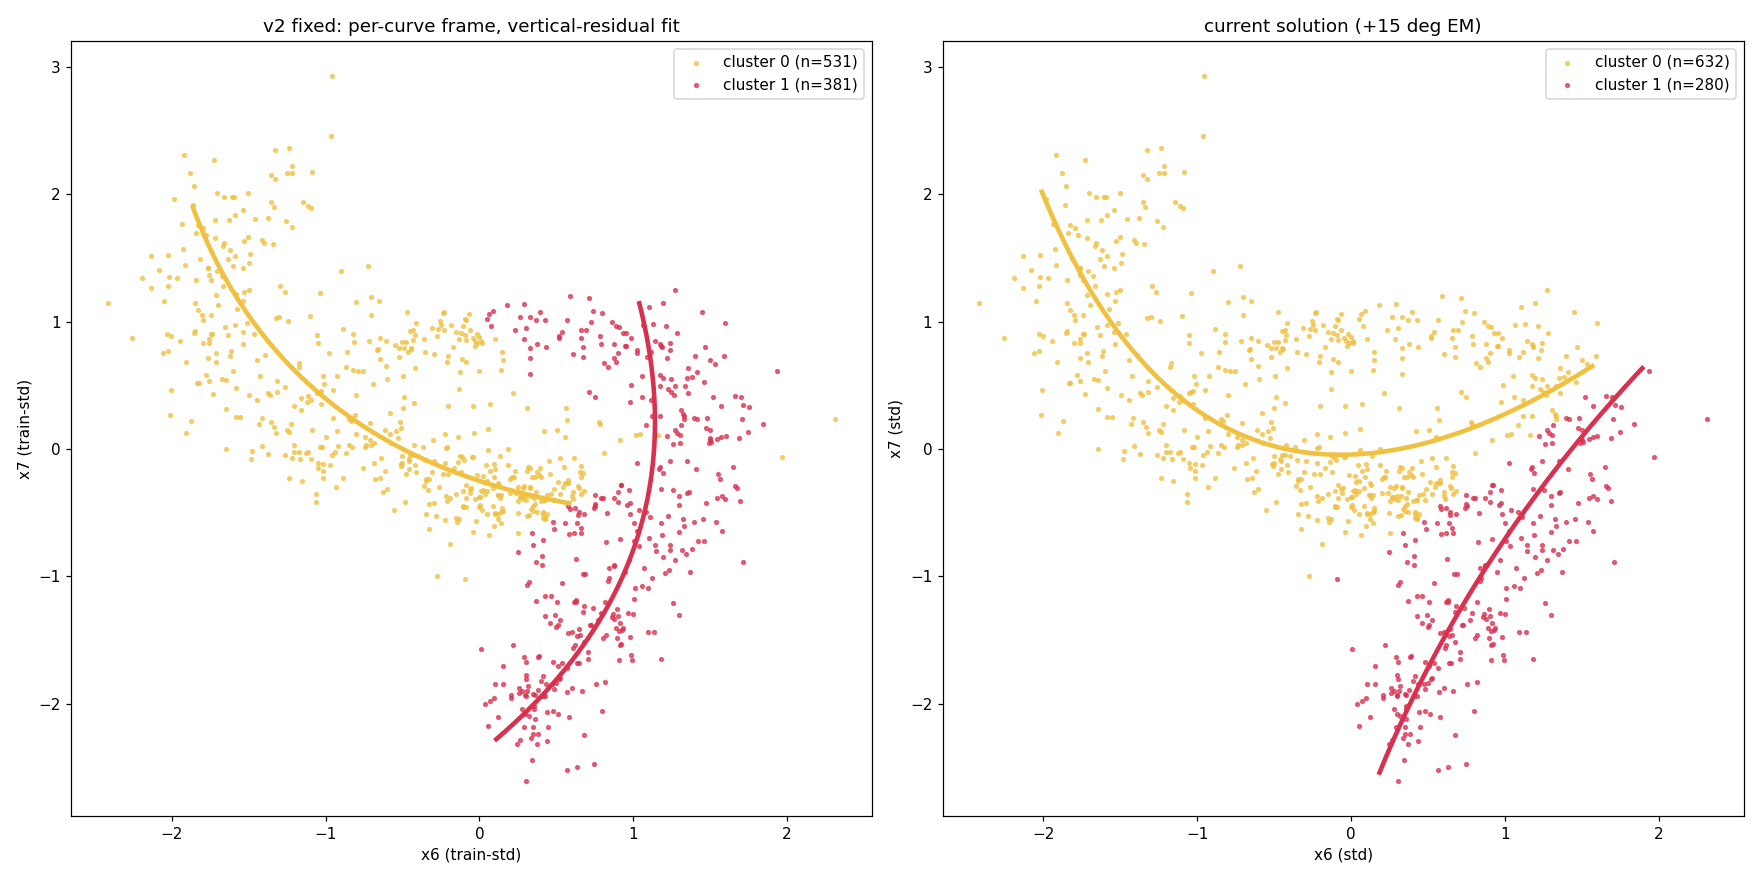 v2 fixed: per-curve frame, vertical-residual fit
cluster 0 (n=531)
cluster 1 (n=381)
3
2
1
0
−1
−2
x7 (train-std)
−2
−1
0
1
2
x6 (train-std)
current solution (+15 deg EM)
cluster 0 (n=632)
cluster 1 (n=280)
3
2
1
0
−1
−2
x7 (std)
−2
−1
0
1
2
x6 (std)